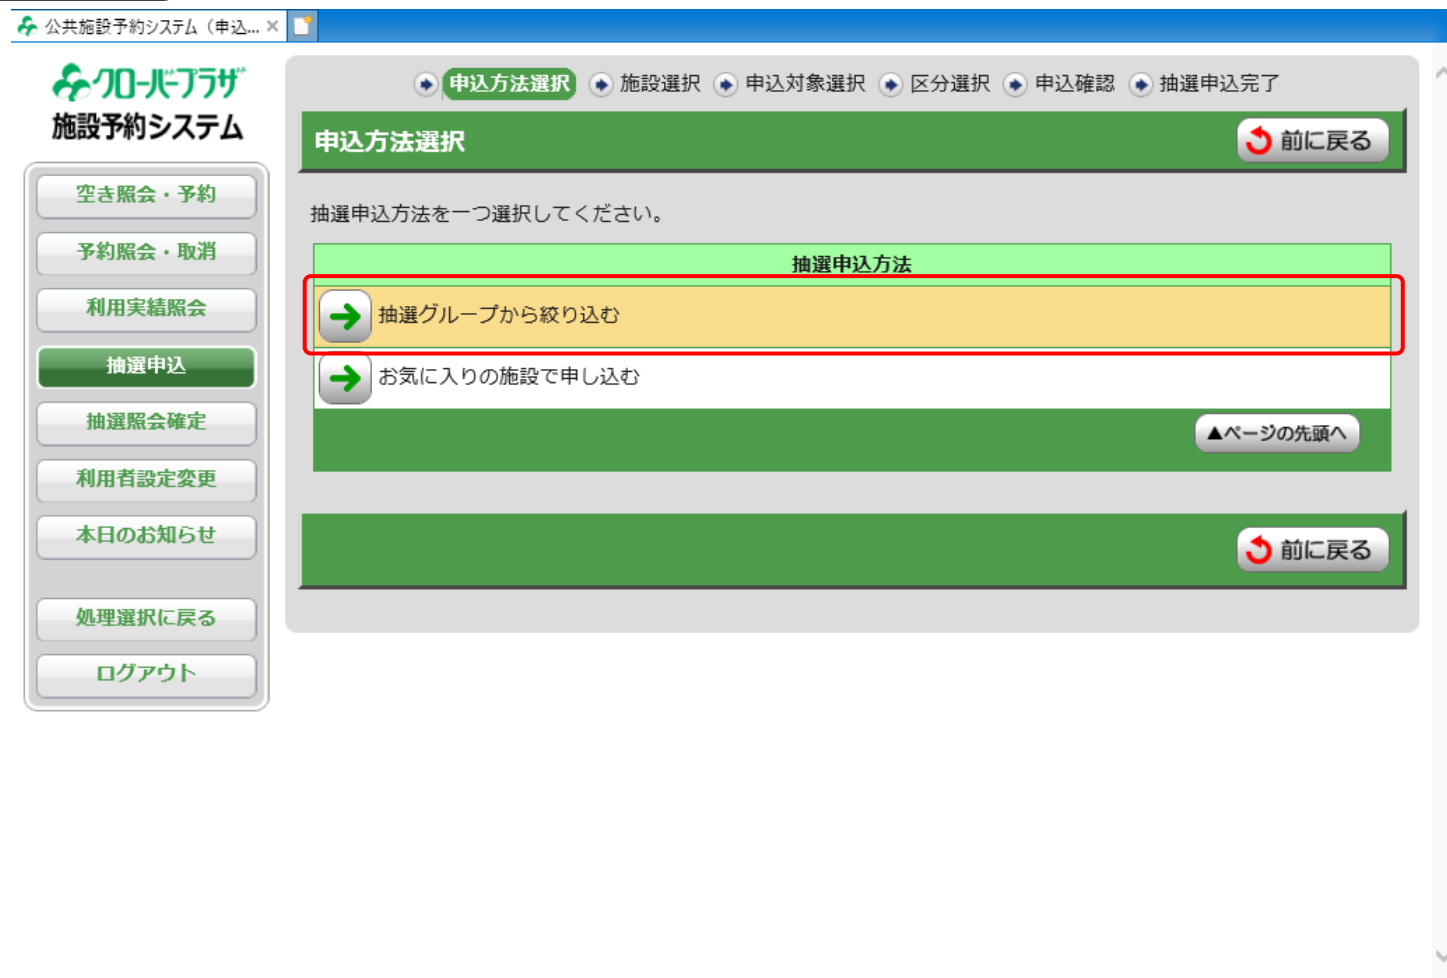 公共施設予約システム（申込...
クローバープラザ
施設予約システム
空き照会・予約
予約照会・取消
利用実績照会
抽選申込
抽選照会確定
利用者設定変更
本日のお知らせ
処理選択に戻る
ログアウト
申込方法選択 施設選択 申込対象選択 区分選択 申込確認 抽選申込完了
申込方法選択 前に戻る
抽選申込方法を一つ選択してください。
抽選申込方法
抽選グループから絞り込む
お気に入りの施設で申し込む
▲ページの先頭へ
前に戻る